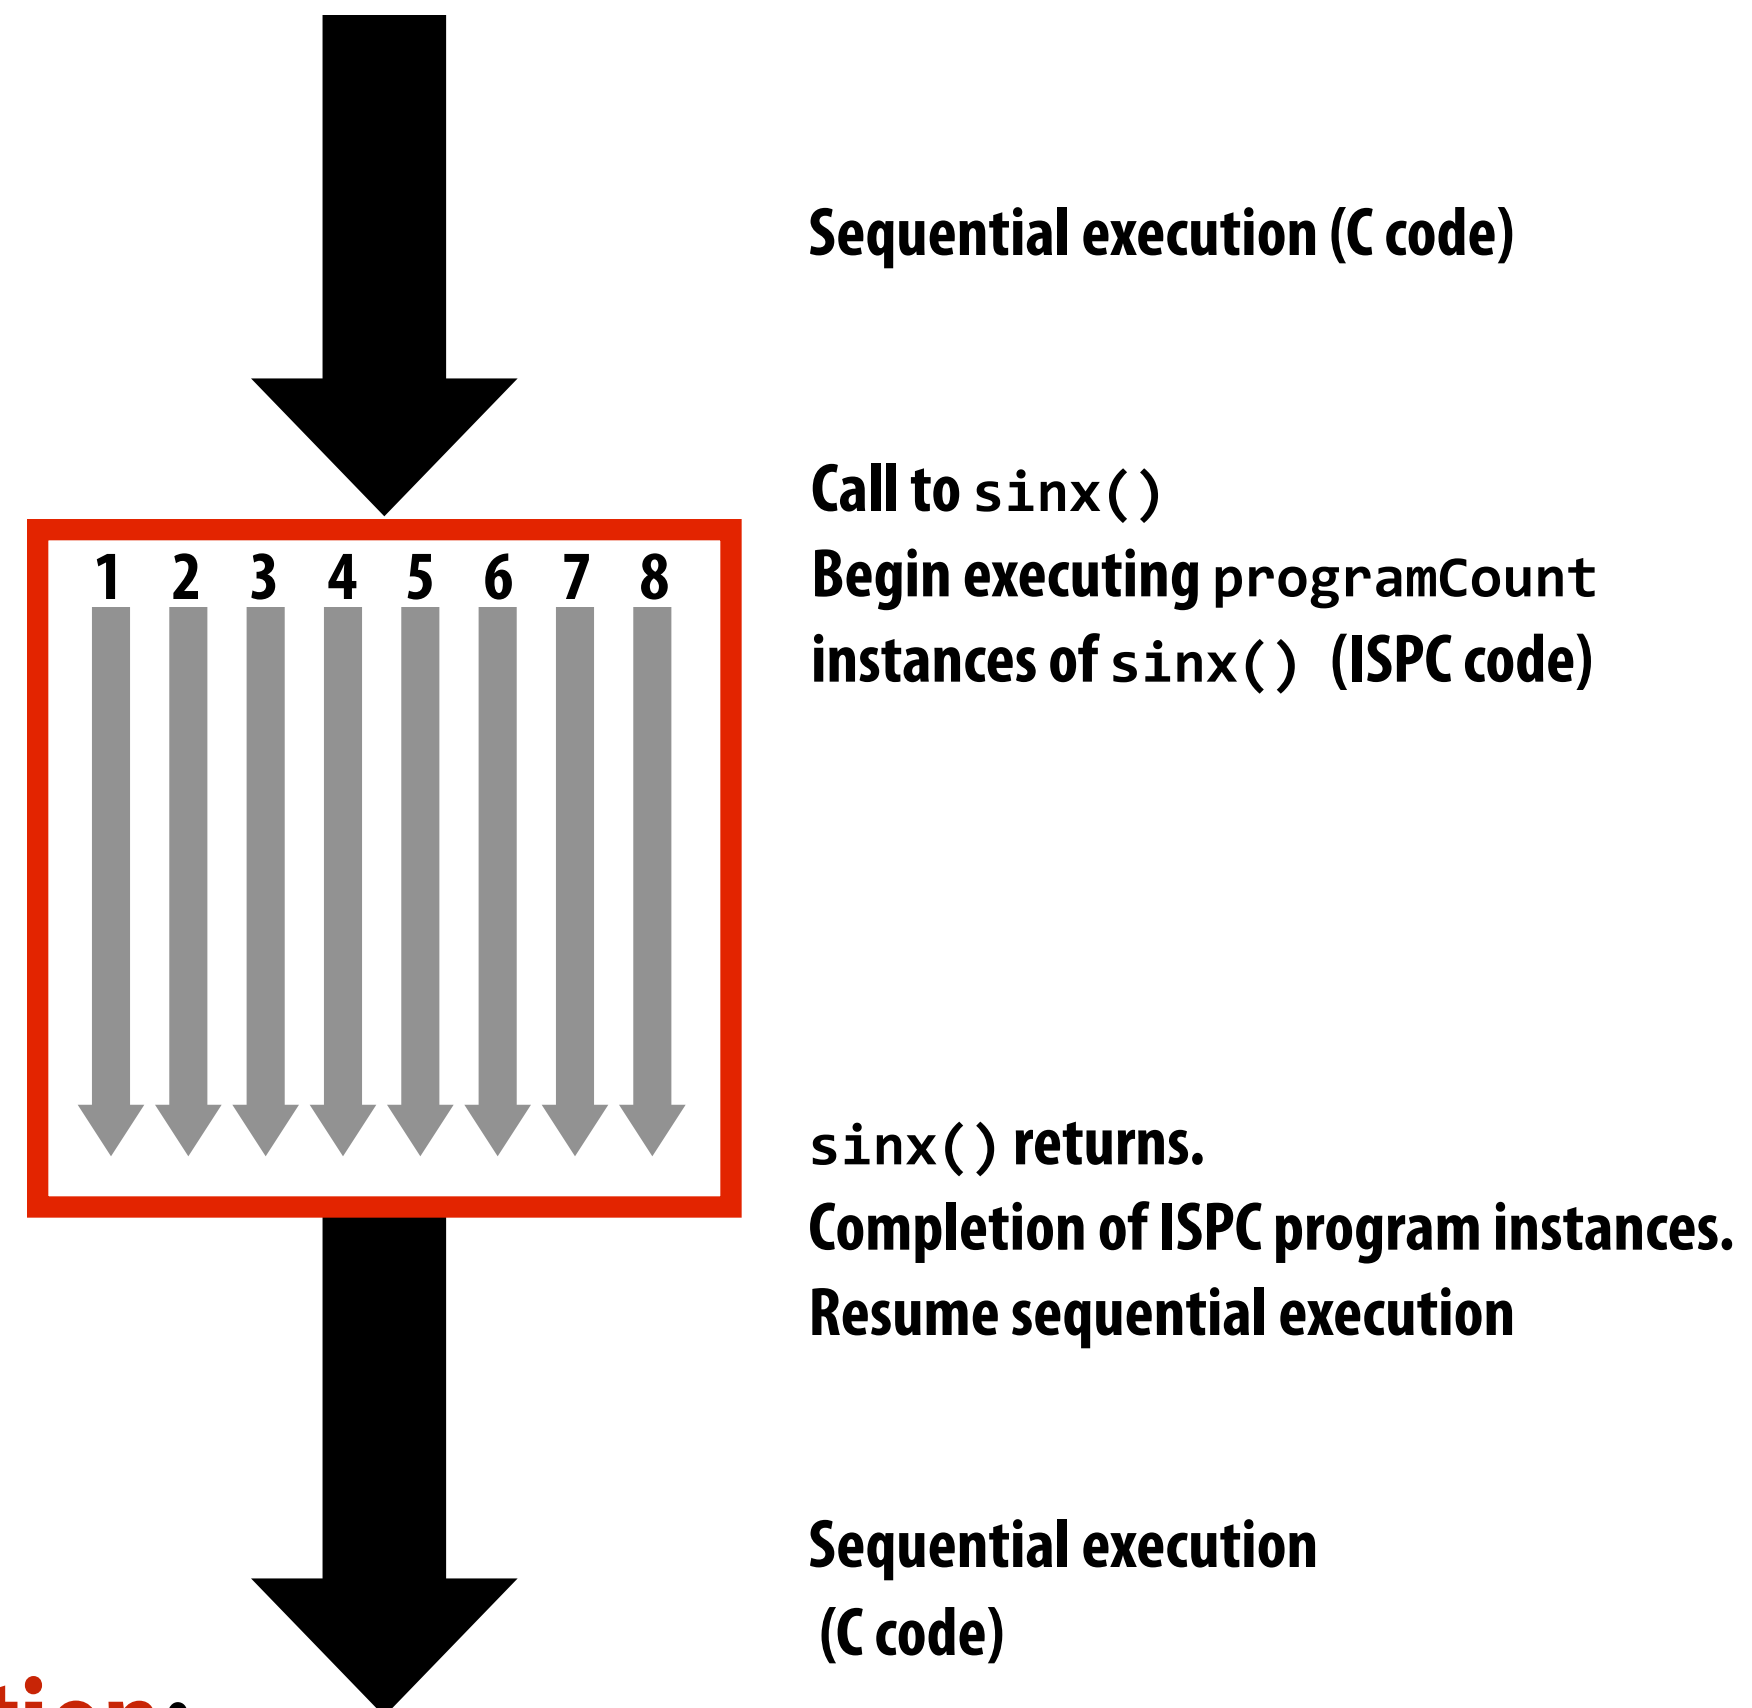 Sequential execution (C code)
Call to sinx()
1 2 3 4 5 6 7 8
Begin executing programCount
instances of sinx() (ISPC code)
sinx() returns.
Completion of ISPC program instances.
Resume sequential execution
Sequential execution
(C code)